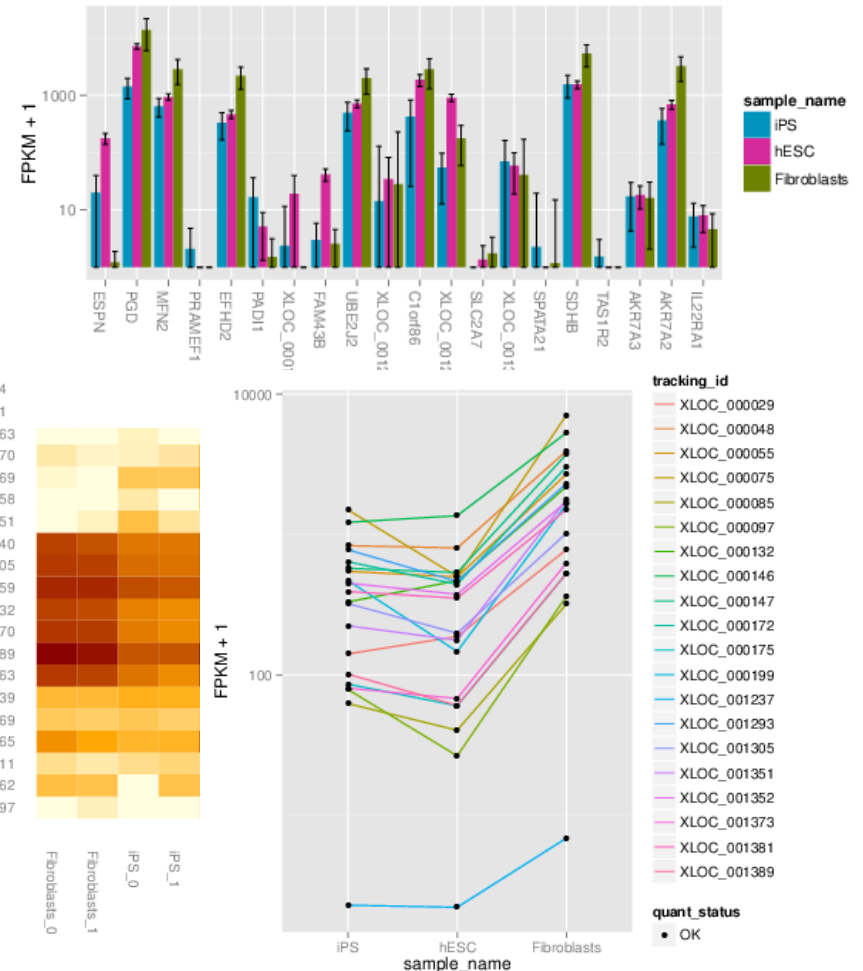 FPKM + 1
1000
10
sample_name
iPS
hESC
Fibroblasts
ESPN
PGD
MFN2
PRAMEF1
EFHD2
PADI1
XLOC_0001
FAM43B
UBE2J2
XLOC_0012
C1orf86
XLOC_0012
SLC2A7
XLOC_0013
SPATA21
SDHB
TAS1R2
AKR7A3
AKR7A2
IL22RA1
4
1
63
70
69
58
51
40
05
59
32
70
89
63
39
69
65
11
62
97
Fibroblasts_0
Fibroblasts_1
iPS_0
iPS_1
FPKM + 1
10000
100
iPS
hESC
Fibroblasts
sample_name
tracking_id
XLOC_000029
XLOC_000048
XLOC_000055
XLOC_000075
XLOC_000085
XLOC_000097
XLOC_000132
XLOC_000146
XLOC_000147
XLOC_000172
XLOC_000175
XLOC_000199
XLOC_001237
XLOC_001293
XLOC_001305
XLOC_001351
XLOC_001352
XLOC_001373
XLOC_001381
XLOC_001389
quant_status
OK